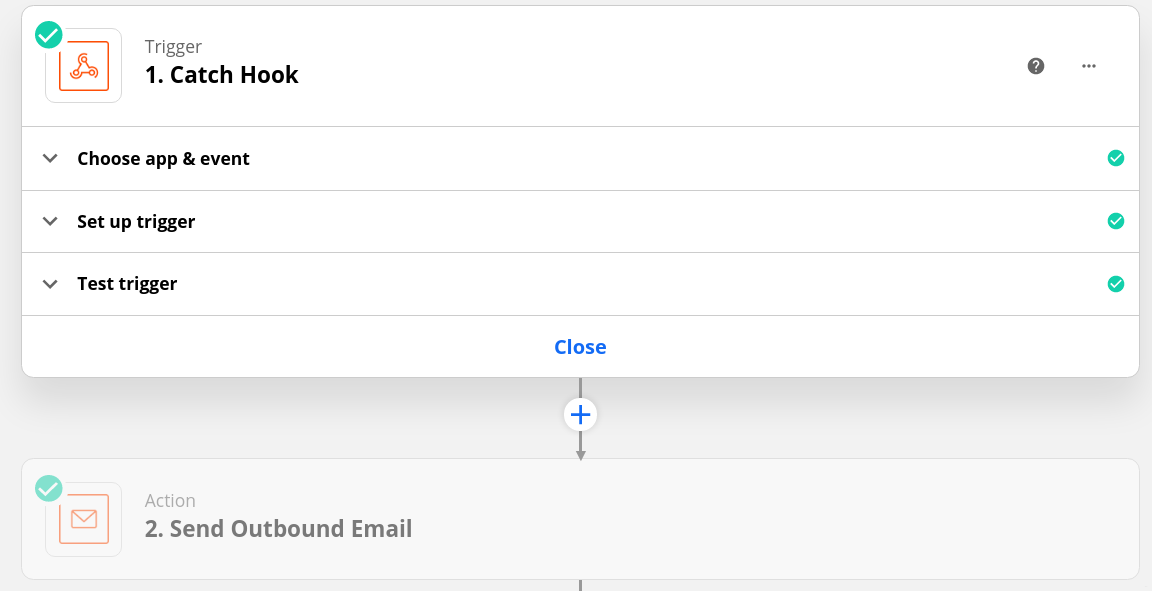 Trigger
1. Catch Hook
Choose app & event
Set up trigger
Test trigger
Close
Action
2. Send Outbound Email